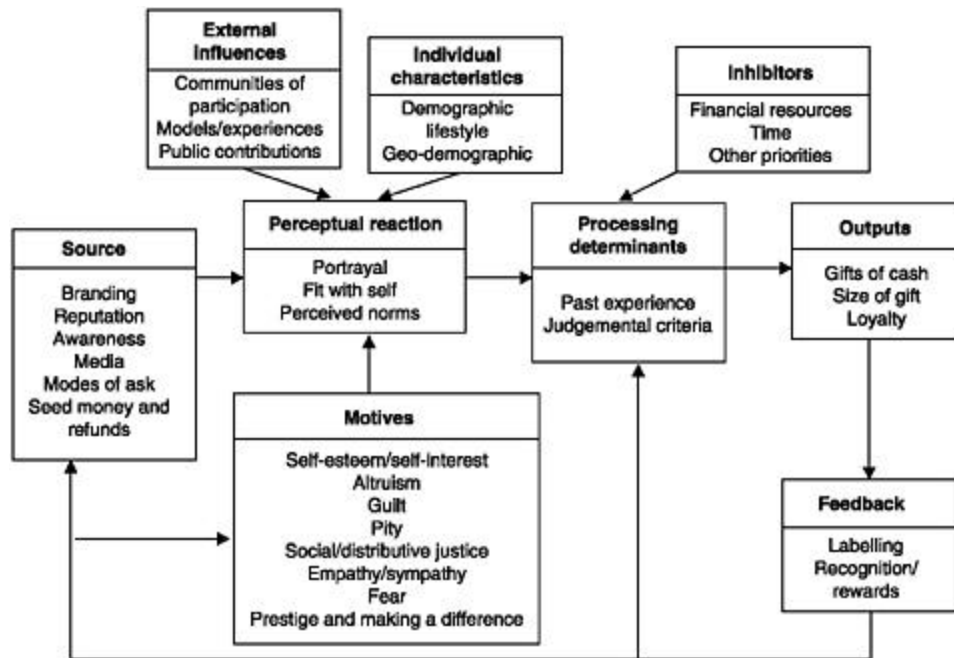 External
influences
Communities of
participation
Models/experiences
Public contributions
Individual
characteristics
Demographic
lifestyle
Geo-demographic
Inhibitors
Financial resources
Time
Other priorities
Source
Branding
Reputation
Awareness
Media
Modes of ask
Seed money and
refunds
Perceptual reaction
Portrayal
Fit with self
Perceived norms
Processing
determinants
Past experience
Judgemental criteria
Outputs
Gifts of cash
Size of gift
Loyalty
Motives
Self-esteem/self-interest
Altruism
Guilt
Pity
Social/distributive justice
Empathy/sympathy
Fear
Prestige and making a difference
Feedback
Labelling
Recognition/
rewards